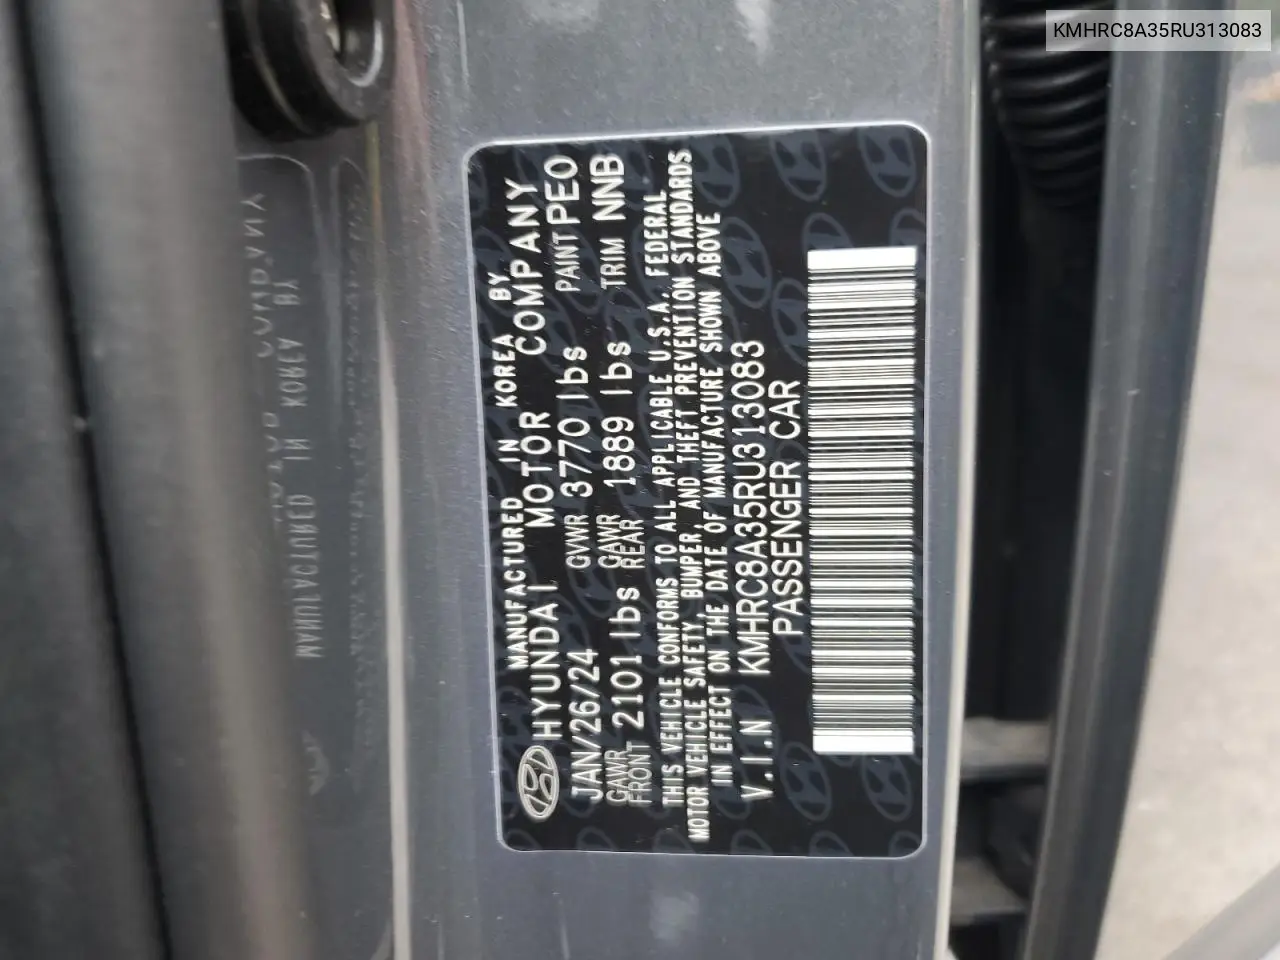 KMHRC8A35RU313083
MANUFACTURED IN KOREA BY
HYUNDAI MOTOR COMPANY
JAN/26/24 GVWR 3770 lbs PAINT PE0
GAWR FRONT 2101 lbs GAWR REAR 1889 lbs TRIM NNB
THIS VEHICLE CONFORMS TO ALL APPLICABLE U.S.A. FEDERAL
MOTOR VEHICLE SAFETY, BUMPER, AND THEFT PREVENTION STANDARDS
IN EFFECT ON THE DATE OF MANUFACTURE SHOWN ABOVE
V.I.N KMHRC8A35RU313083
PASSENGER CAR